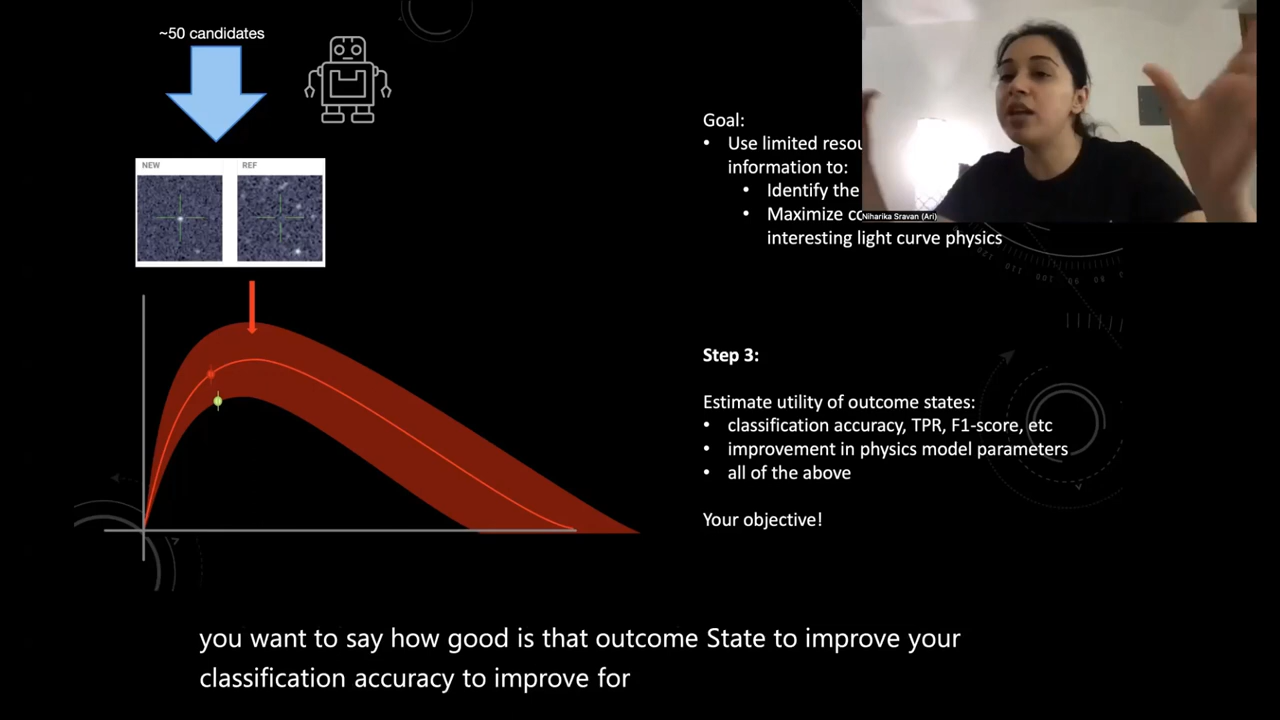 ~50 candidates
NEW
REF
Goal:
• Use limited resou
information to:
• Identify the
• Maximize co
interesting light curve physics
Niharika Sravan (Ari)
Step 3:
Estimate utility of outcome states:
• classification accuracy, TPR, F1-score, etc
• improvement in physics model parameters
• all of the above
Your objective!
you want to say how good is that outcome State to improve your
classification accuracy to improve for